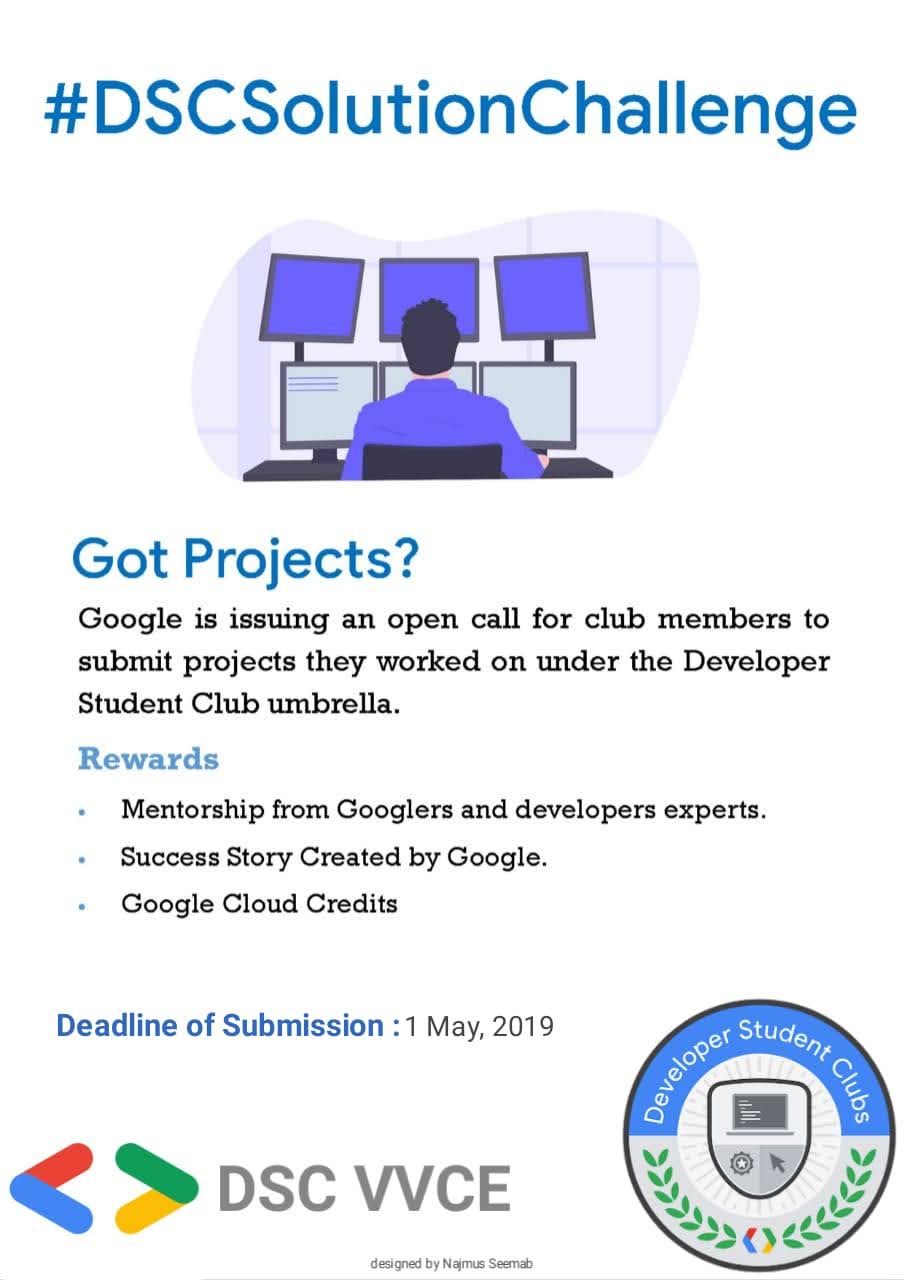 #DSCSolutionChallenge
Got Projects?
Google is issuing an open call for club members to
submit projects they worked on under the Developer
Student Club umbrella.
Rewards
• Mentorship from Googlers and developers experts.
• Success Story Created by Google.
• Google Cloud Credits
Deadline of Submission : 1 May, 2019
Developer Student Clubs
DSC VVCE
designed by Najmus Seemab